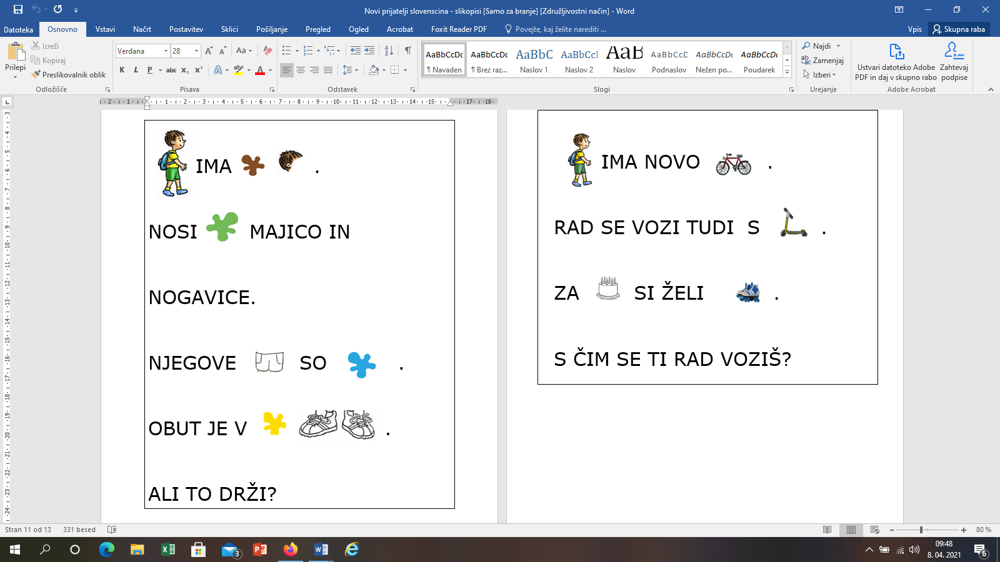 Novi prijatelji slovenscina - slikopisi [Samo za branje] [Združljivostni način] - Word
Datoteka Osnovno Vstavi Načrt Postavitev Sklici Pošiljanje Pregled Ogled Acrobat Foxit Reader PDF Povejte, kaj želite narediti ... Vpis Skupna raba
Prilepi
Izreži
Kopiraj
Preslikovalnik oblik
Odložišče
Verdana 28
K L P abc x₂ x²
Pisava
Odstavek
AaBbCcDc AaBbCcDc AaBbC AaBbCcI AaB AaBbCcD AaBbCcDc AaBbCcDc
¶ Navaden ¶ Brez raz... Naslov 1 Naslov 2 Naslov Podnaslov Nežen po... Poudarek
Slogi
Najdi
Zamenjaj
Izberi
Urejanje
Ustvari datoteko Adobe PDF in daj v skupno rabo
Zahtevaj podpise
Adobe Acrobat
IMA .
NOSI MAJICO IN
NOGAVICE.
NJEGOVE SO .
OBUT JE V .
ALI TO DRŽI?
IMA NOVO .
RAD SE VOZI TUDI S .
ZA SI ŽELI .
S ČIM SE TI RAD VOZIŠ?
Stran 11 od 13 331 besed 80 %
3
09:48
8. 04. 2021
6